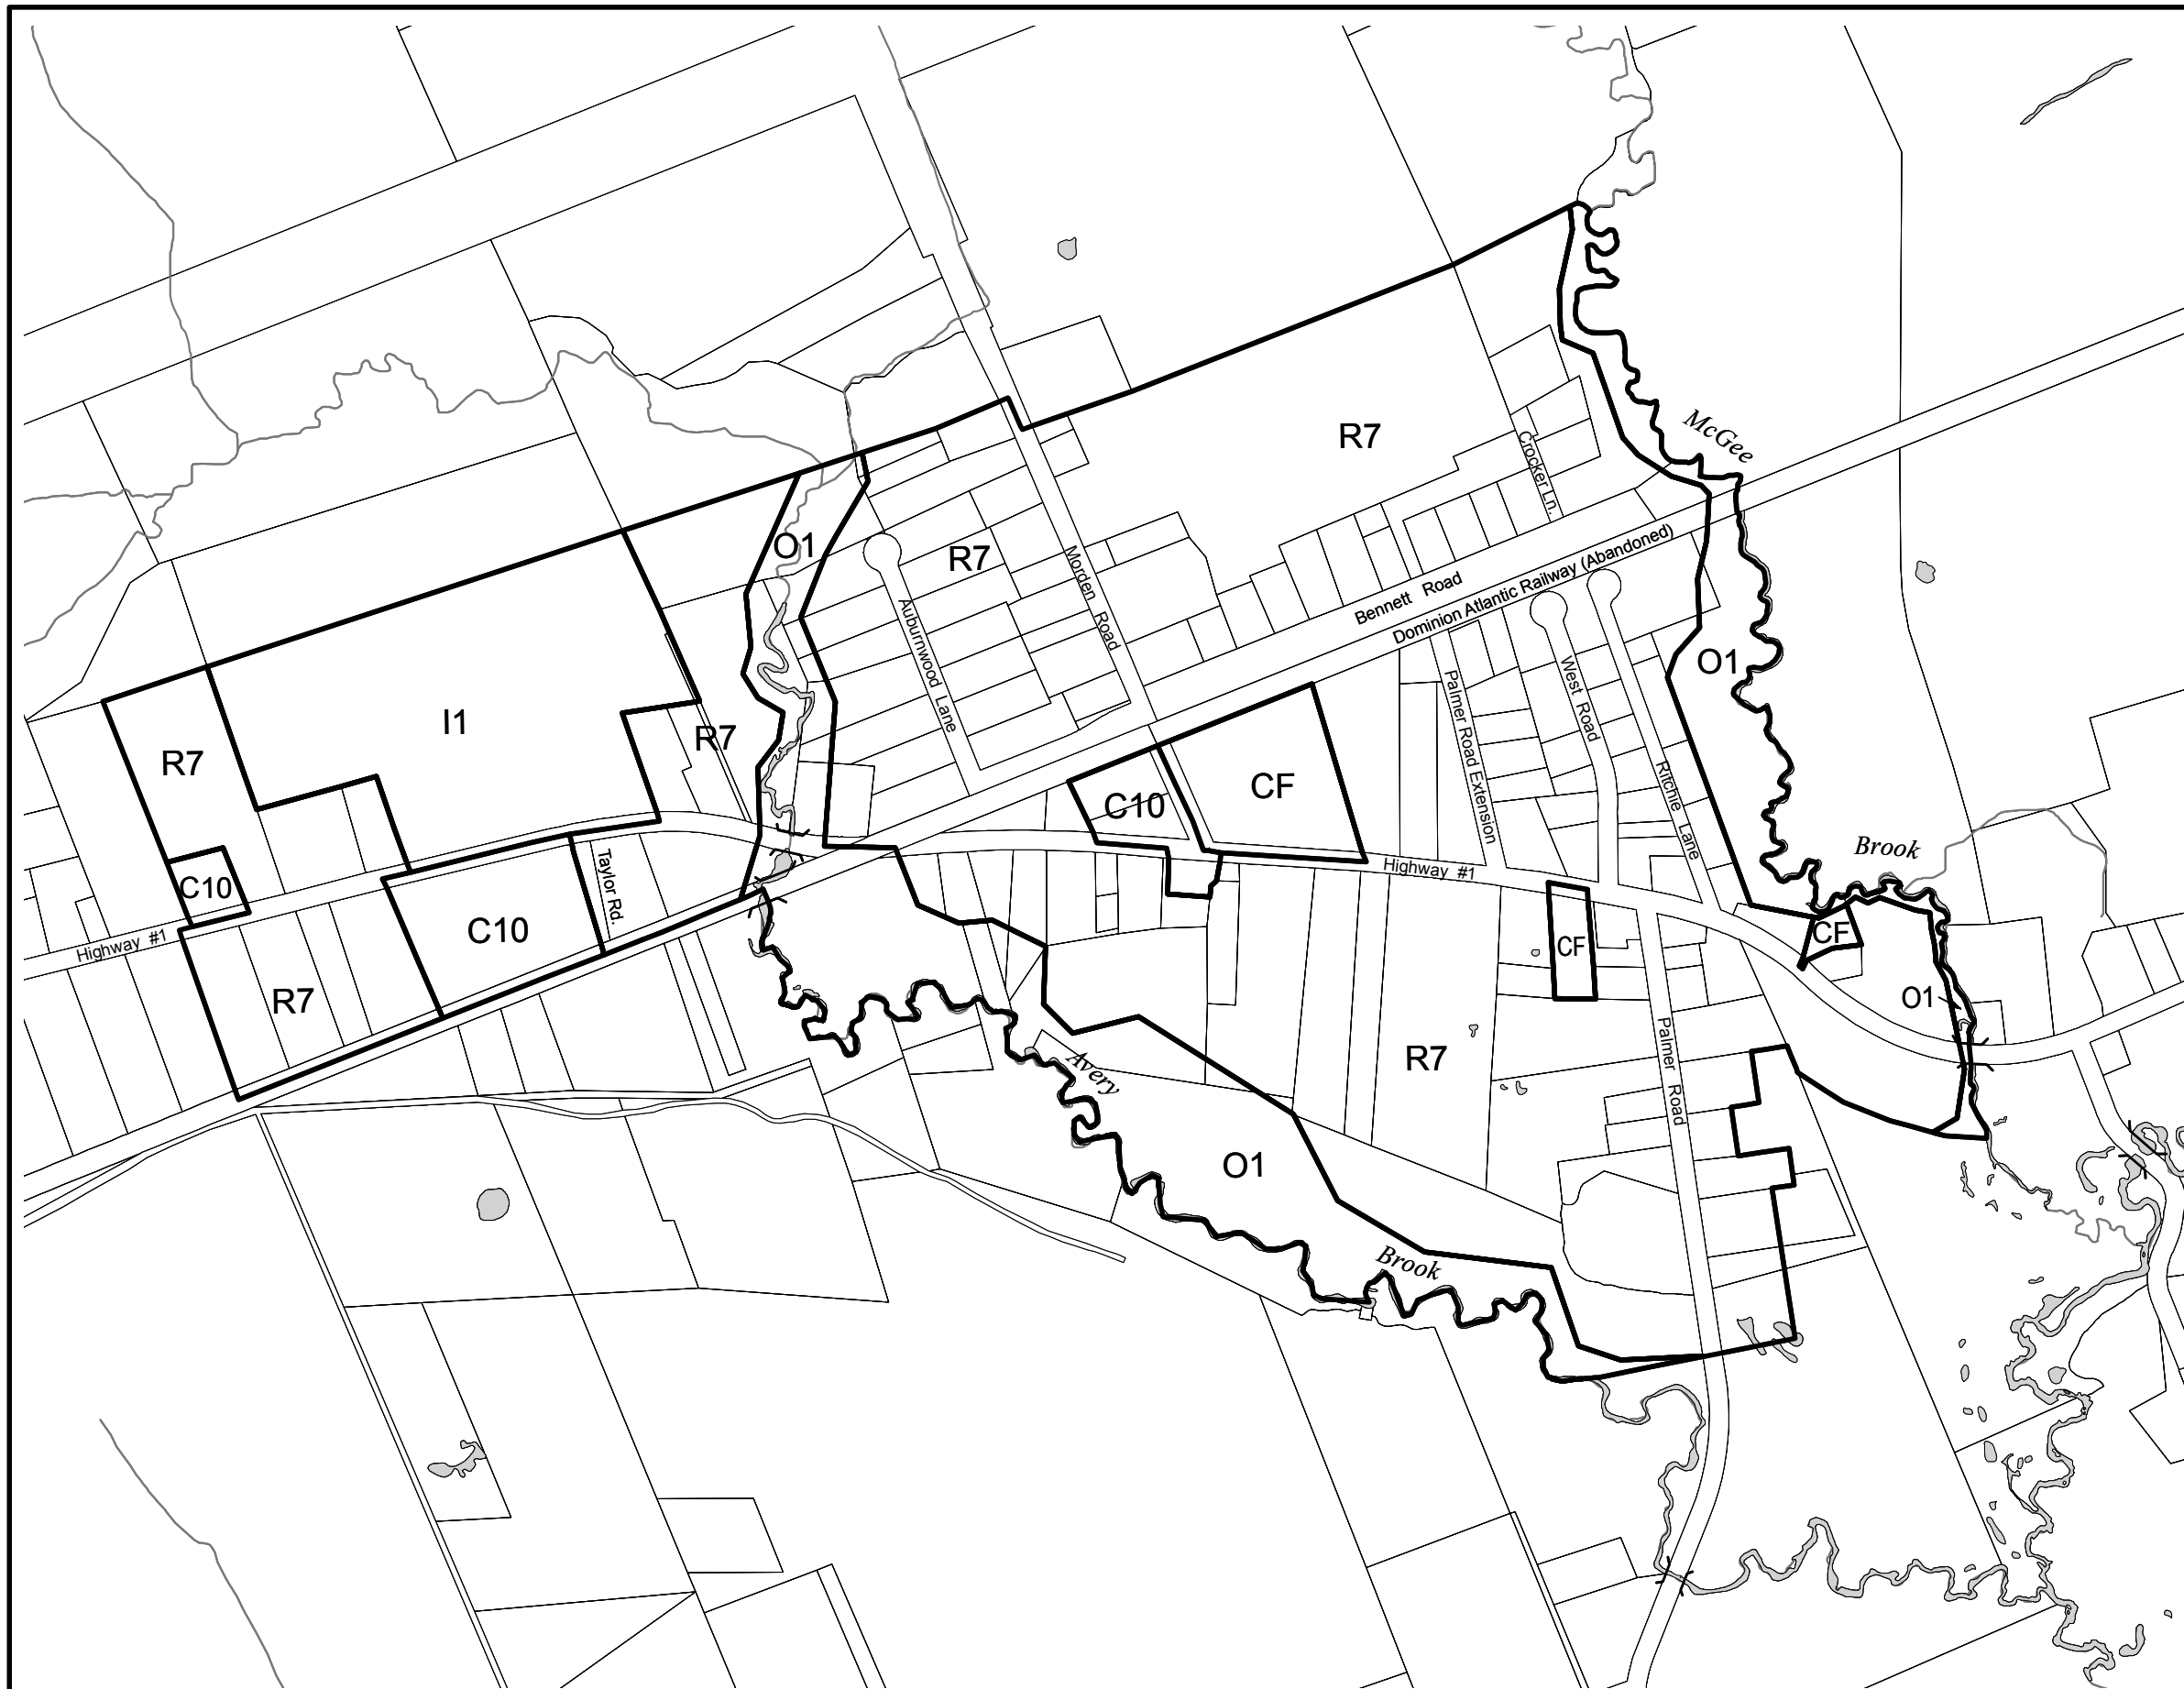 McGee
R7
Crocker Ln.
O1
R7
Morden Road
Bennett Road
Dominion Atlantic Railway (Abandoned)
Auburnwood Lane
O1
West Road
Palmer Road Extension
I1
R7
R7
Ritchie Lane
CF
C10
Brook
Taylor Rd
Highway #1
C10
C10
CF
CF
Highway #1
R7
O1
R7
Avery
Palmer Road
O1
Brook